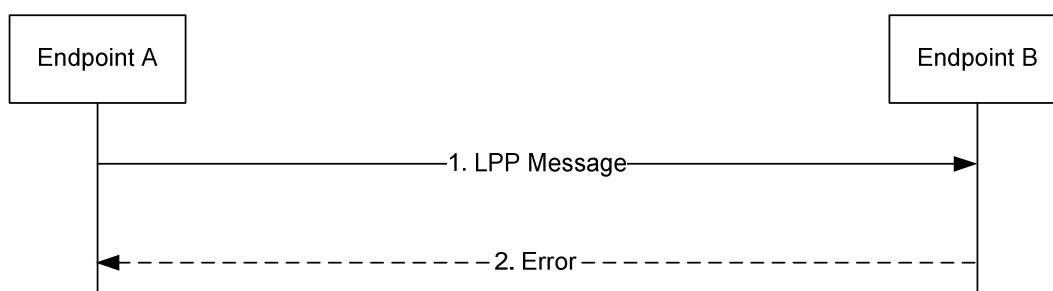 Endpoint A
Endpoint B
1. LPP Message
2. Error